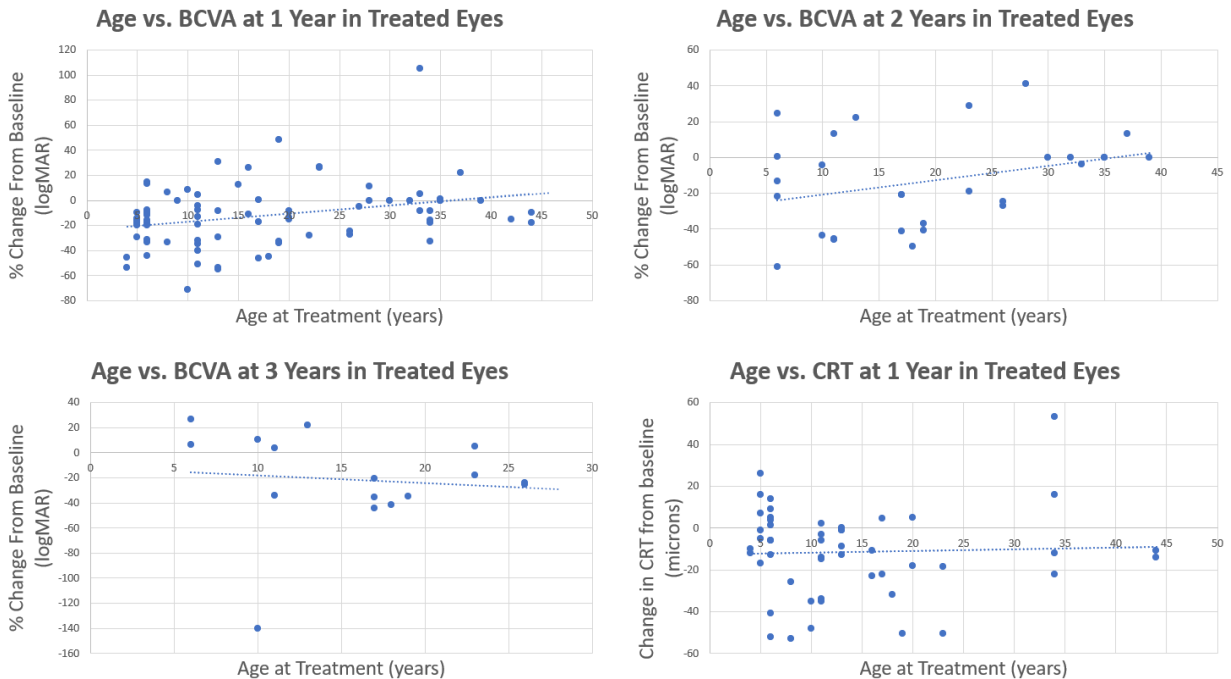 Age vs. BCVA at 1 Year in Treated Eyes
% Change From Baseline
(logMAR)
120
100
80
60
40
20
0
-20
-40
-60
-80
0 5 10 15 20 25 30 35 40 45 50
Age at Treatment (years)
Age vs. BCVA at 2 Years in Treated Eyes
% Change From Baseline
(logMAR)
60
40
20
0
-20
-40
-60
-80
0 5 10 15 20 25 30 35 40 45
Age at Treatment (years)
Age vs. BCVA at 3 Years in Treated Eyes
% Change From Baseline
(logMAR)
40
20
0
-20
-40
-60
-80
-100
-120
-140
-160
0 5 10 15 20 25 30
Age at Treatment (years)
Age vs. CRT at 1 Year in Treated Eyes
Change in CRT from baseline
(microns)
60
40
20
0
-20
-40
-60
0 5 10 15 20 25 30 35 40 45 50
Age at Treatment (years)